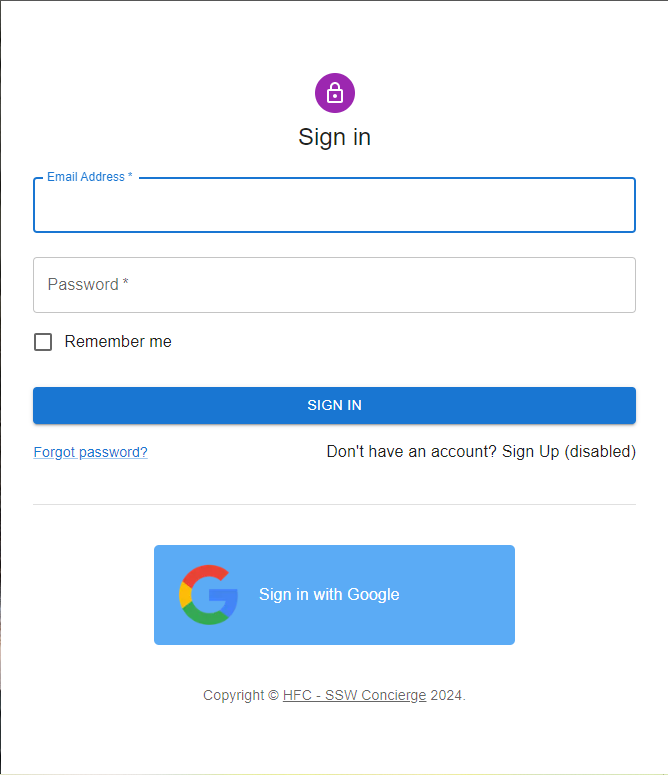 Sign in
Email Address *
Password *
Remember me
SIGN IN
Forgot password? Don't have an account? Sign Up (disabled)
Sign in with Google
Copyright © HFC - SSW Concierge 2024.